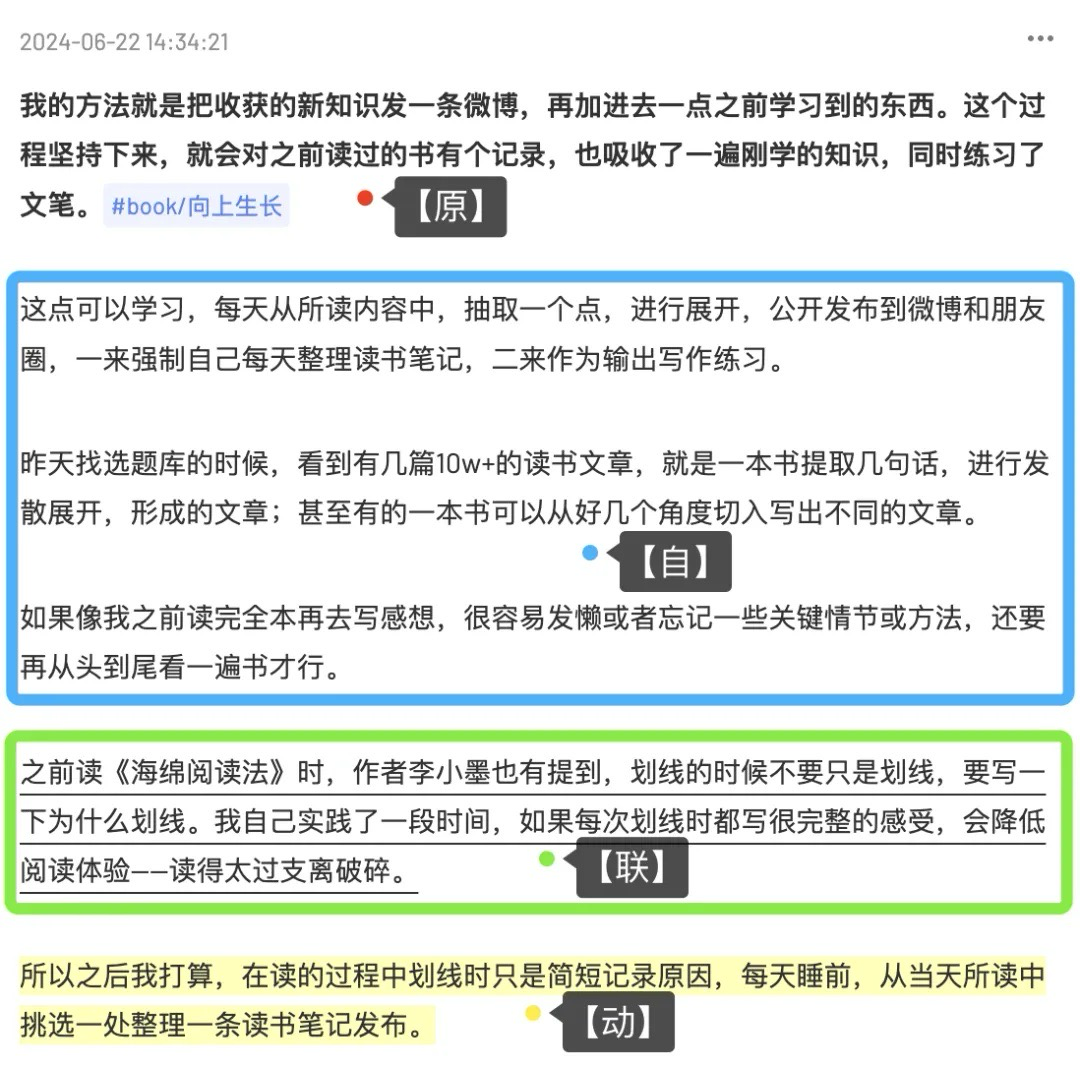 2024-06-22 14:34:21
我的方法就是把收获的新知识发一条微博，再加进去一点之前学习到的东西。这个过
程坚持下来，就会对之前读过的书有个记录，也吸收了一遍刚学的知识，同时练习了
文笔。 #book/向上生长 【原】
这点可以学习，每天从所读内容中，抽取一个点，进行展开，公开发布到微博和朋友
圈，一来强制自己每天整理读书笔记，二来作为输出写作练习。
昨天找选题库的时候，看到有几篇10w+的读书文章，就是一本书提取几句话，进行发
散展开，形成的文章；甚至有的一本书可以从好几个角度切入写出不同的文章。
【自】
如果像我之前读完全本再去写感想，很容易发懒或者忘记一些关键情节或方法，还要
再从头到尾看一遍书才行。
之前读《海绵阅读法》时，作者李小墨也有提到，划线的时候不要只是划线，要写一
下为什么划线。我自己实践了一段时间，如果每次划线时都写很完整的感受，会降低
阅读体验——读得太过支离破碎。 【联】
所以之后我打算，在读的过程中划线时只是简短记录原因，每天睡前，从当天所读中
挑选一处整理一条读书笔记发布。 【动】